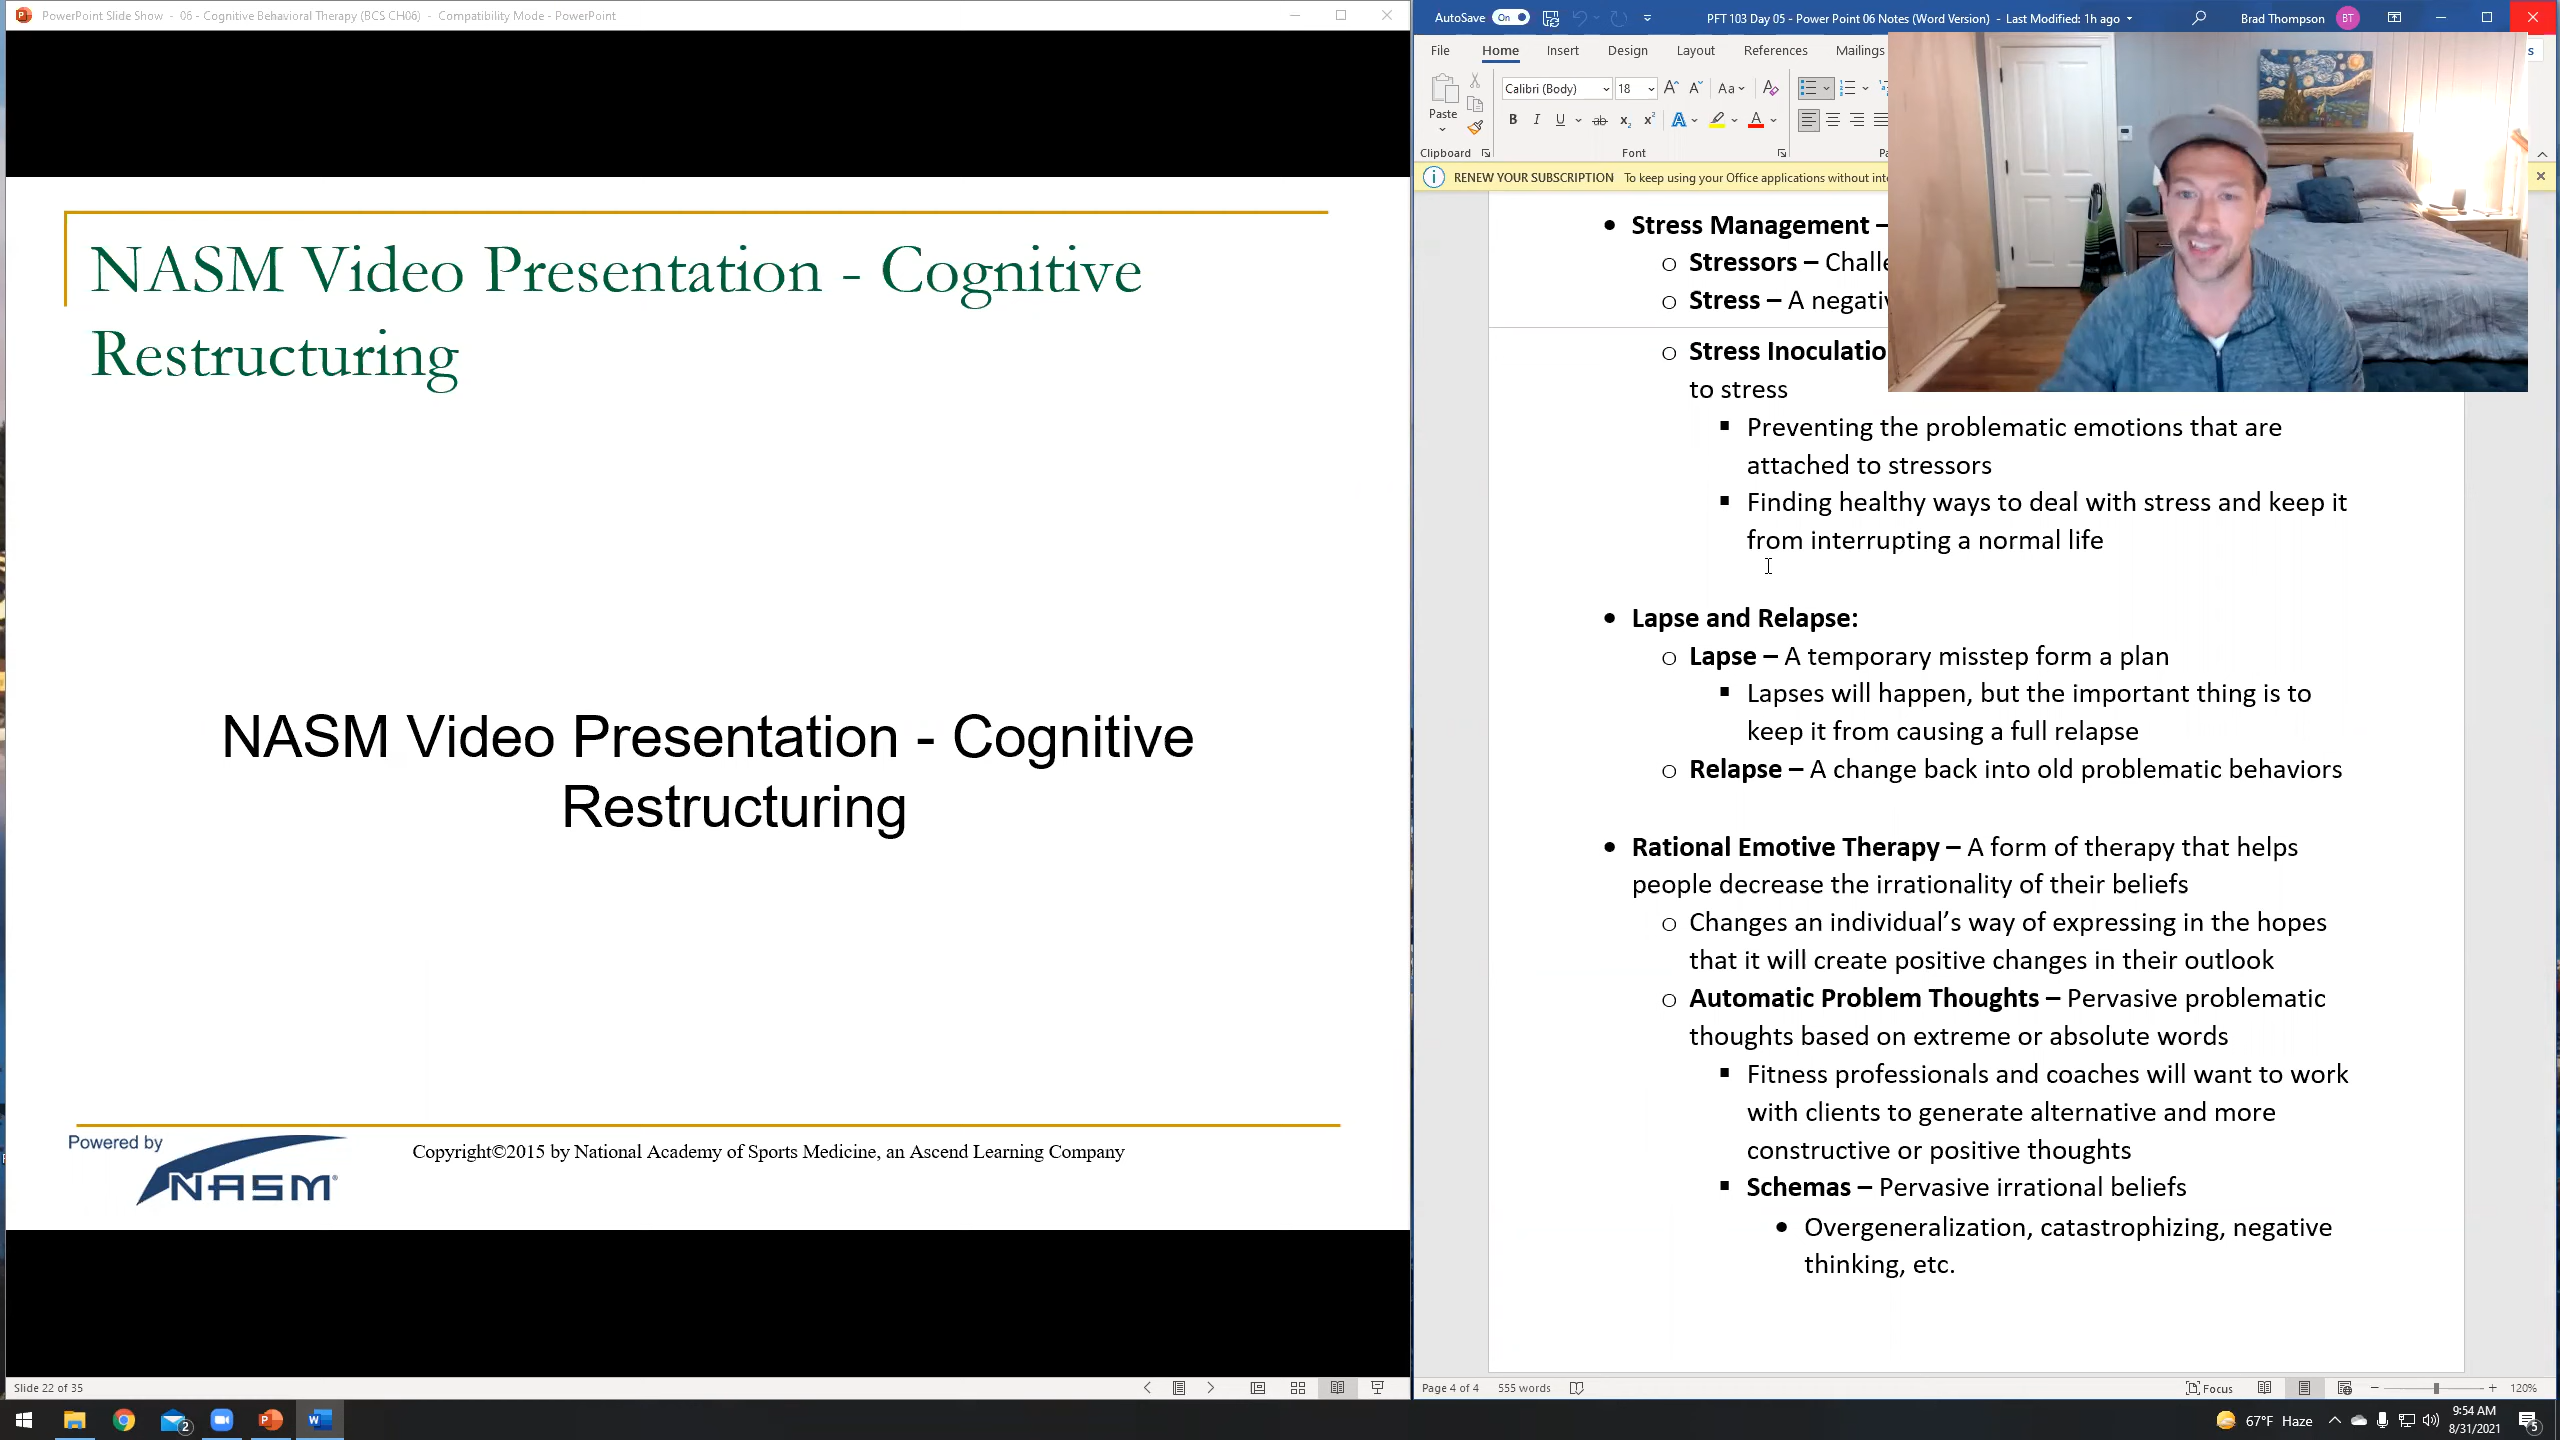 PowerPoint Slide Show - 06 - Cognitive Behavioral Therapy (BCS CH06) - Compatibility Mode - PowerPoint
NASM Video Presentation - Cognitive
Restructuring
NASM Video Presentation - Cognitive
Restructuring
Powered by
NASM
Copyright©2015 by National Academy of Sports Medicine, an Ascend Learning Company
Slide 22 of 35
AutoSave On
PFT 103 Day 05 - Power Point 06 Notes (Word Version) - Last Modified: 1h ago
Brad Thompson BT
File Home Insert Design Layout References Mailings
Paste
Calibri (Body) 18
Clipboard Font
RENEW YOUR SUBSCRIPTION To keep using your Office applications without
• Stress Management –
o Stressors –
o Stress – A
o Stress
to stress
▪ Preventing the problematic emotions that are
attached to stressors
▪ Finding healthy ways to deal with stress and keep it
from interrupting a normal life
• Lapse and Relapse:
o Lapse – A temporary misstep form a plan
▪ Lapses will happen, but the important thing is to
keep it from causing a full relapse
o Relapse – A change back into old problematic behaviors
• Rational Emotive Therapy – A form of therapy that helps
people decrease the irrationality of their beliefs
o Changes an individual’s way of expressing in the hopes
that it will create positive changes in their outlook
o Automatic Problem Thoughts – Pervasive problematic
thoughts based on extreme or absolute words
▪ Fitness professionals and coaches will want to work
with clients to generate alternative and more
constructive or positive thoughts
▪ Schemas – Pervasive irrational beliefs
• Overgeneralization, catastrophizing, negative
thinking, etc.
Page 4 of 4 555 words
Focus
120%
2
67°F Haze
9:54 AM
8/31/2021
5